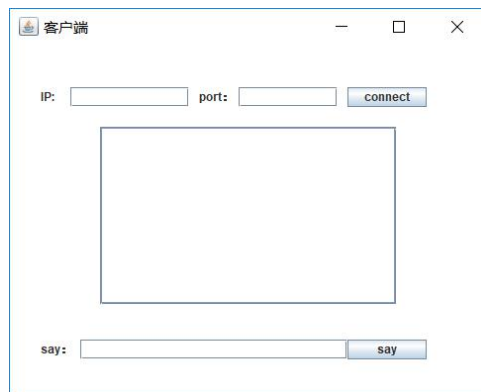 客户端
IP: port： connect
say： say